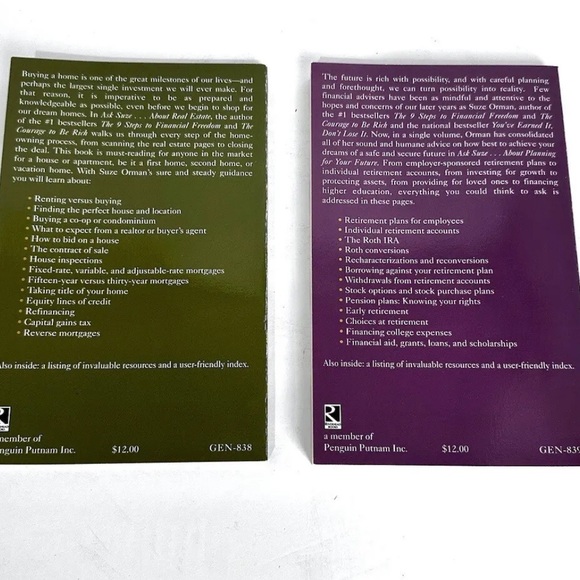 Buying a home is one of the great milestones of our lives—and
perhaps the largest single investment we will ever make. For
that reason, it is imperative to be as prepared and
knowledgeable as possible, even before we begin to shop for
our dream homes. In Ask Suze . . . About Real Estate, the author
of the #1 bestsellers The 9 Steps to Financial Freedom and The
Courage to Be Rich walks us through every step of the home-
owning process, from scanning the real estate pages to closing
the deal. This book is must-reading for anyone in the market
for a house or apartment, be it a first home, second home, or
vacation home. With Suze Orman's sure and steady guidance
you will learn about:
• Renting versus buying
• Finding the perfect house and location
• Buying a co-op or condominium
• What to expect from a realtor or buyer's agent
• How to bid on a house
• The contract of sale
• House inspections
• Fixed-rate, variable, and adjustable-rate mortgages
• Fifteen-year versus thirty-year mortgages
• Taking title of your home
• Equity lines of credit
• Refinancing
• Capital gains tax
• Reverse mortgages
Also inside: a listing of invaluable resources and a user-friendly index.
R
a member of
Penguin Putnam Inc.
$12.00
GEN-838
The future is rich with possibility, and with careful planning
and forethought, we can turn possibility into reality. Few
financial advisers have been as mindful and attentive to the
hopes and concerns of our later years as Suze Orman, author of
the #1 bestsellers The 9 Steps to Financial Freedom and The
Courage to Be Rich and the national bestseller You've Earned It,
Don't Lose It. Now, in a single volume, Orman has consolidated
all of her sound and humane advice on how best to achieve your
dreams of a safe and secure future in Ask Suze . . . About Planning
for Your Future. From employer-sponsored retirement plans to
individual retirement accounts, from investing for growth to
protecting assets, from providing for loved ones to financing
higher education, everything you could think to ask is
addressed in these pages.
• Retirement plans for employees
• Individual retirement accounts
• The Roth IRA
• Roth conversions
• Recharacterizations and reconversions
• Borrowing against your retirement plan
• Withdrawals from retirement accounts
• Stock options and stock purchase plans
• Pension plans: Knowing your rights
• Early retirement
• Choices at retirement
• Financing college expenses
• Financial aid, grants, loans, and scholarships
Also inside: a listing of invaluable resources and a user-friendly index.
R
a member of
Penguin Putnam Inc.
$12.00
GEN-839